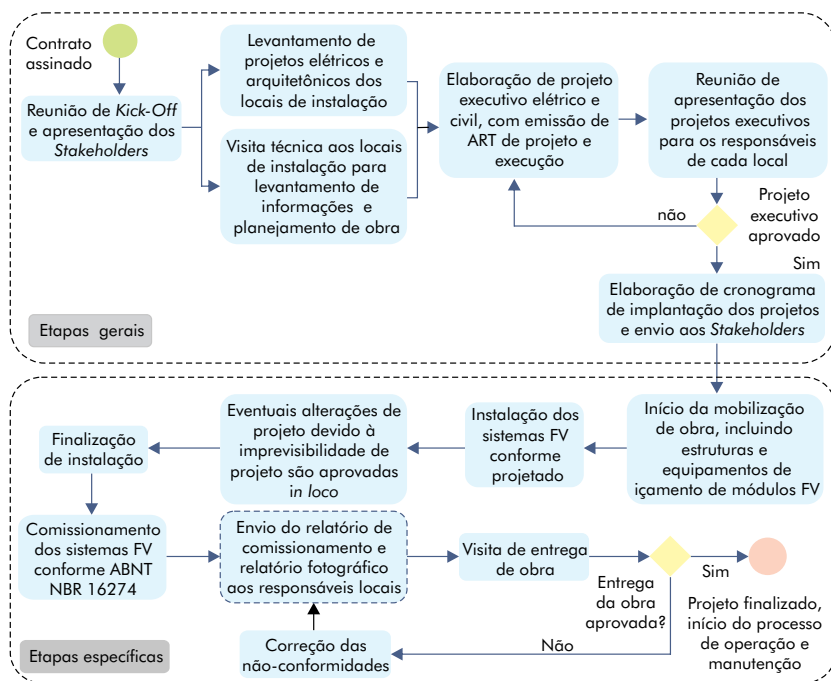 Contrato
assinado
Reunião de Kick-Off
e apresentação dos
Stakeholders
Levantamento de
projetos elétricos e
arquitetônicos dos
locais de instalação
Visita técnica aos locais
de instalação para
levantamento de
informações e
planejamento de obra
Elaboração de projeto
executivo elétrico e
civil, com emissão de
ART de projeto e
execução
Reunião de
apresentação dos
projetos executivos
para os responsáveis
de cada local
não
Projeto
executivo
aprovado
Sim
Elaboração de cronograma
de implantação dos projetos
e envio aos Stakeholders
Etapas gerais
Início da mobilização
de obra, incluindo
estruturas e
equipamentos de
içamento de módulos FV
Instalação dos
sistemas FV
conforme
projetado
Eventuais alterações de
projeto devido à
imprevisibilidade de
projeto são aprovadas
in loco
Finalização
de instalação
Comissionamento
dos sistemas FV
conforme ABNT
NBR 16274
Envio do relatório de
comissionamento e
relatório fotográfico
aos responsáveis locais
Visita de entrega
de obra
Entrega
da obra
aprovada?
Sim
Projeto finalizado,
início do processo
de operação e
manutenção
Não
Correção das
não-conformidades
Etapas específicas